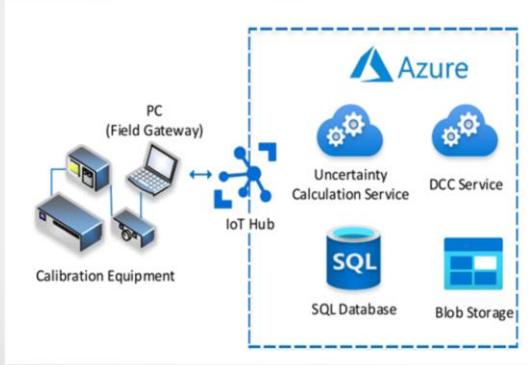 Azure
PC
(Field Gateway)
Uncertainty
Calculation Service
DCC Service
IoT Hub
Calibration Equipment
SQL
SQL Database
Blob Storage